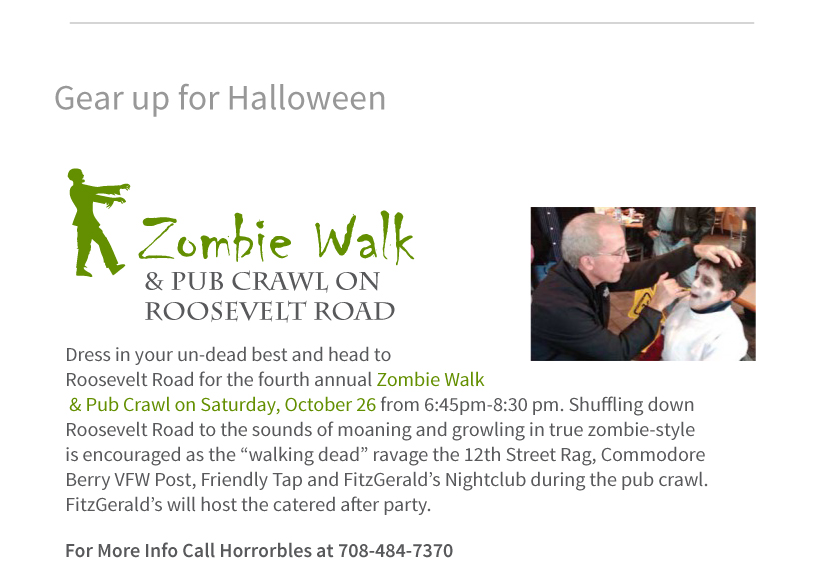 Gear up for Halloween
Zombie Walk
& PUB CRAWL ON
ROOSEVELT ROAD
Dress in your un-dead best and head to
Roosevelt Road for the fourth annual Zombie Walk
& Pub Crawl on Saturday, October 26 from 6:45pm-8:30 pm. Shuffling down
Roosevelt Road to the sounds of moaning and growling in true zombie-style
is encouraged as the “walking dead” ravage the 12th Street Rag, Commodore
Berry VFW Post, Friendly Tap and FitzGerald’s Nightclub during the pub crawl.
FitzGerald’s will host the catered after party.
For More Info Call Horrorbles at 708-484-7370